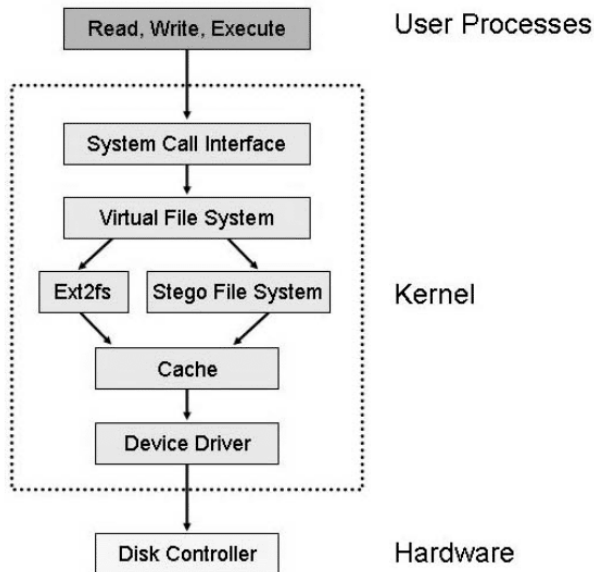 Read, Write, Execute
User Processes
System Call Interface
Virtual File System
Ext2fs
Stego File System
Kernel
Cache
Device Driver
Disk Controller
Hardware